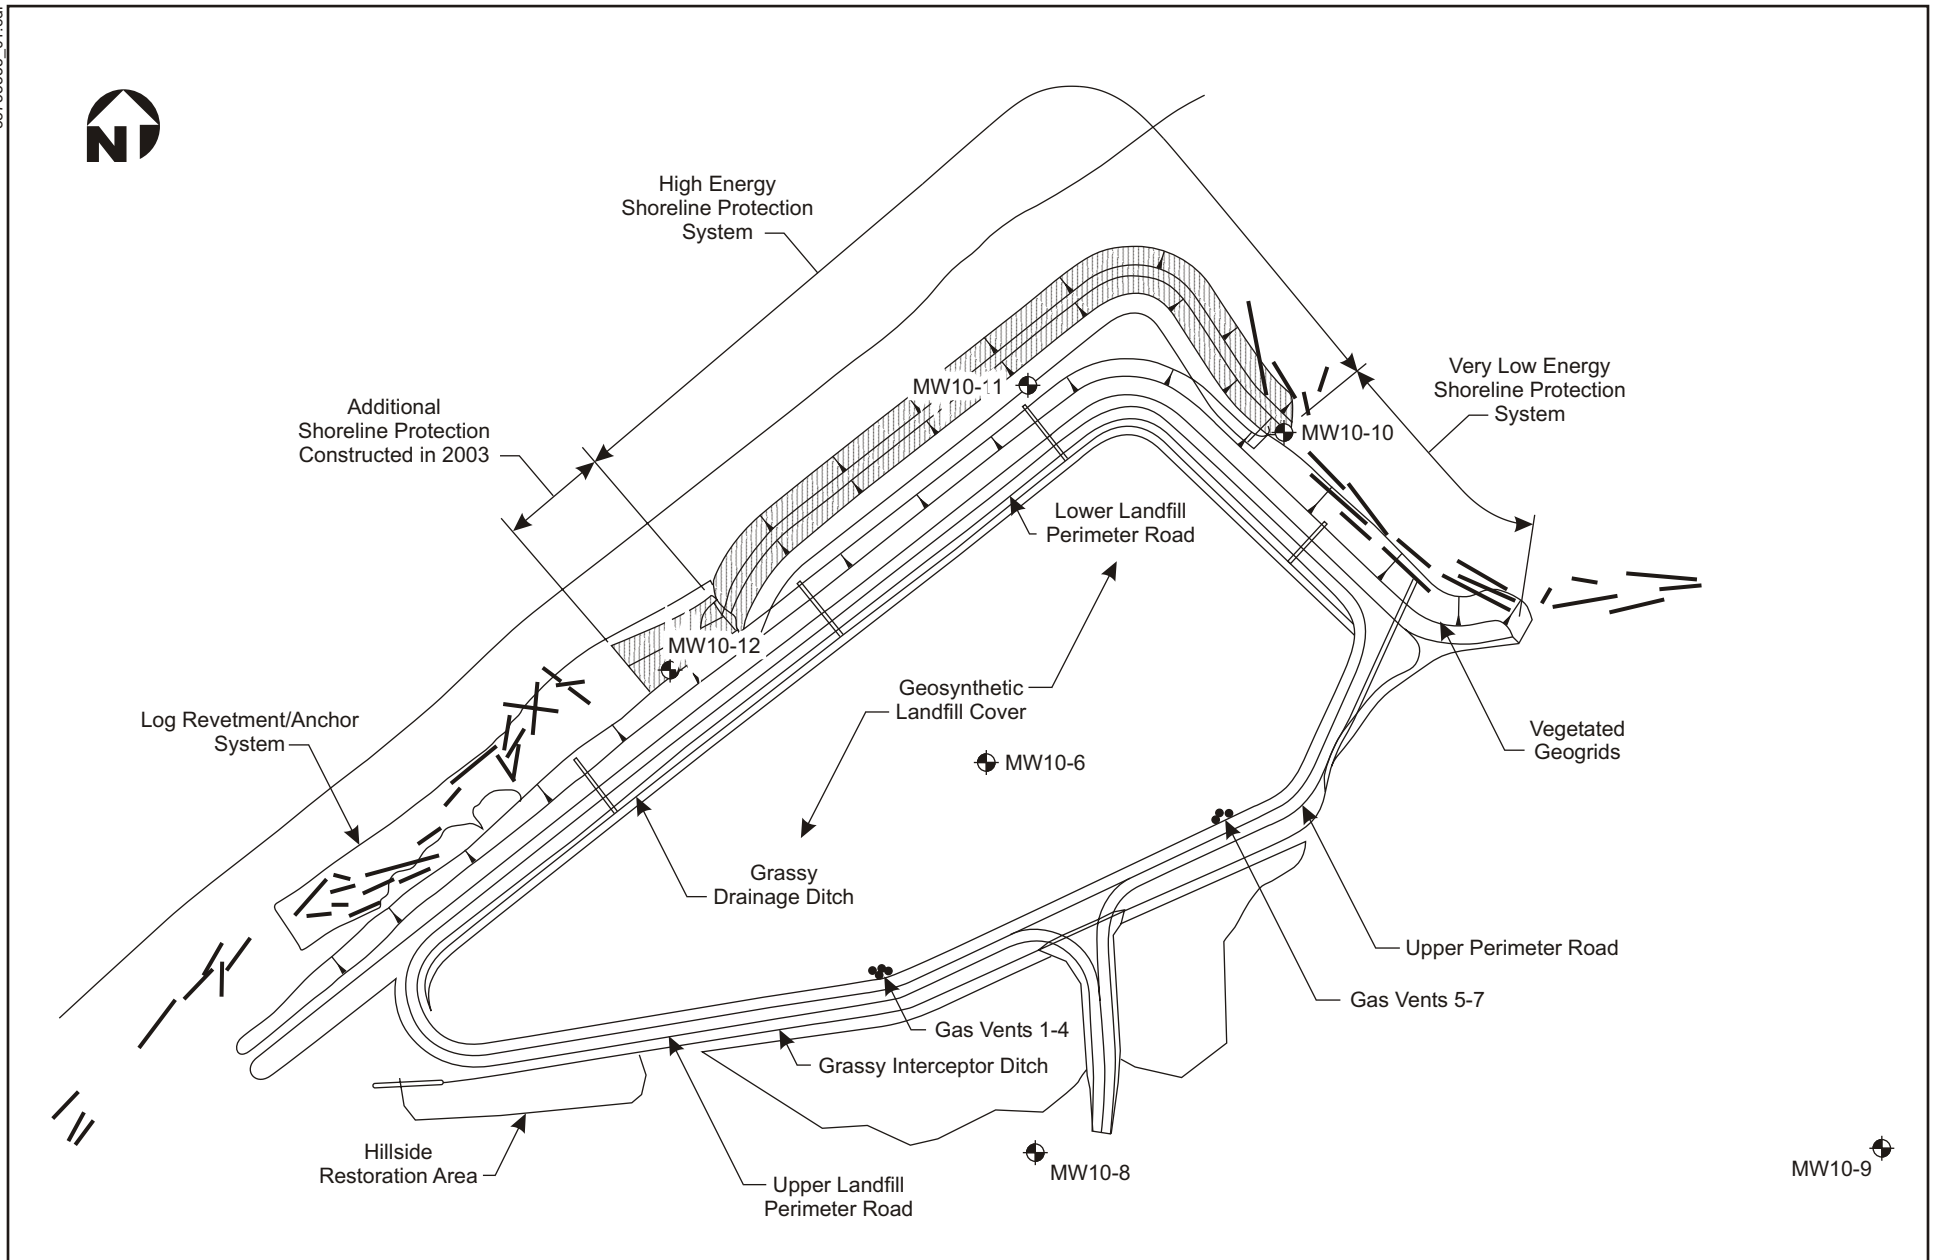 N
High Energy
Shoreline Protection
System
Additional
Shoreline Protection
Constructed in 2003
MW10-11
Very Low Energy
Shoreline Protection
System
MW10-10
Lower Landfill
Perimeter Road
MW10-12
Geosynthetic
Landfill Cover
Log Revetment/Anchor
System
Vegetated
Geogrids
MW10-6
Grassy
Drainage Ditch
Upper Perimeter Road
Gas Vents 5-7
Gas Vents 1-4
Grassy Interceptor Ditch
Hillside
Restoration Area
MW10-8
MW10-9
Upper Landfill
Perimeter Road